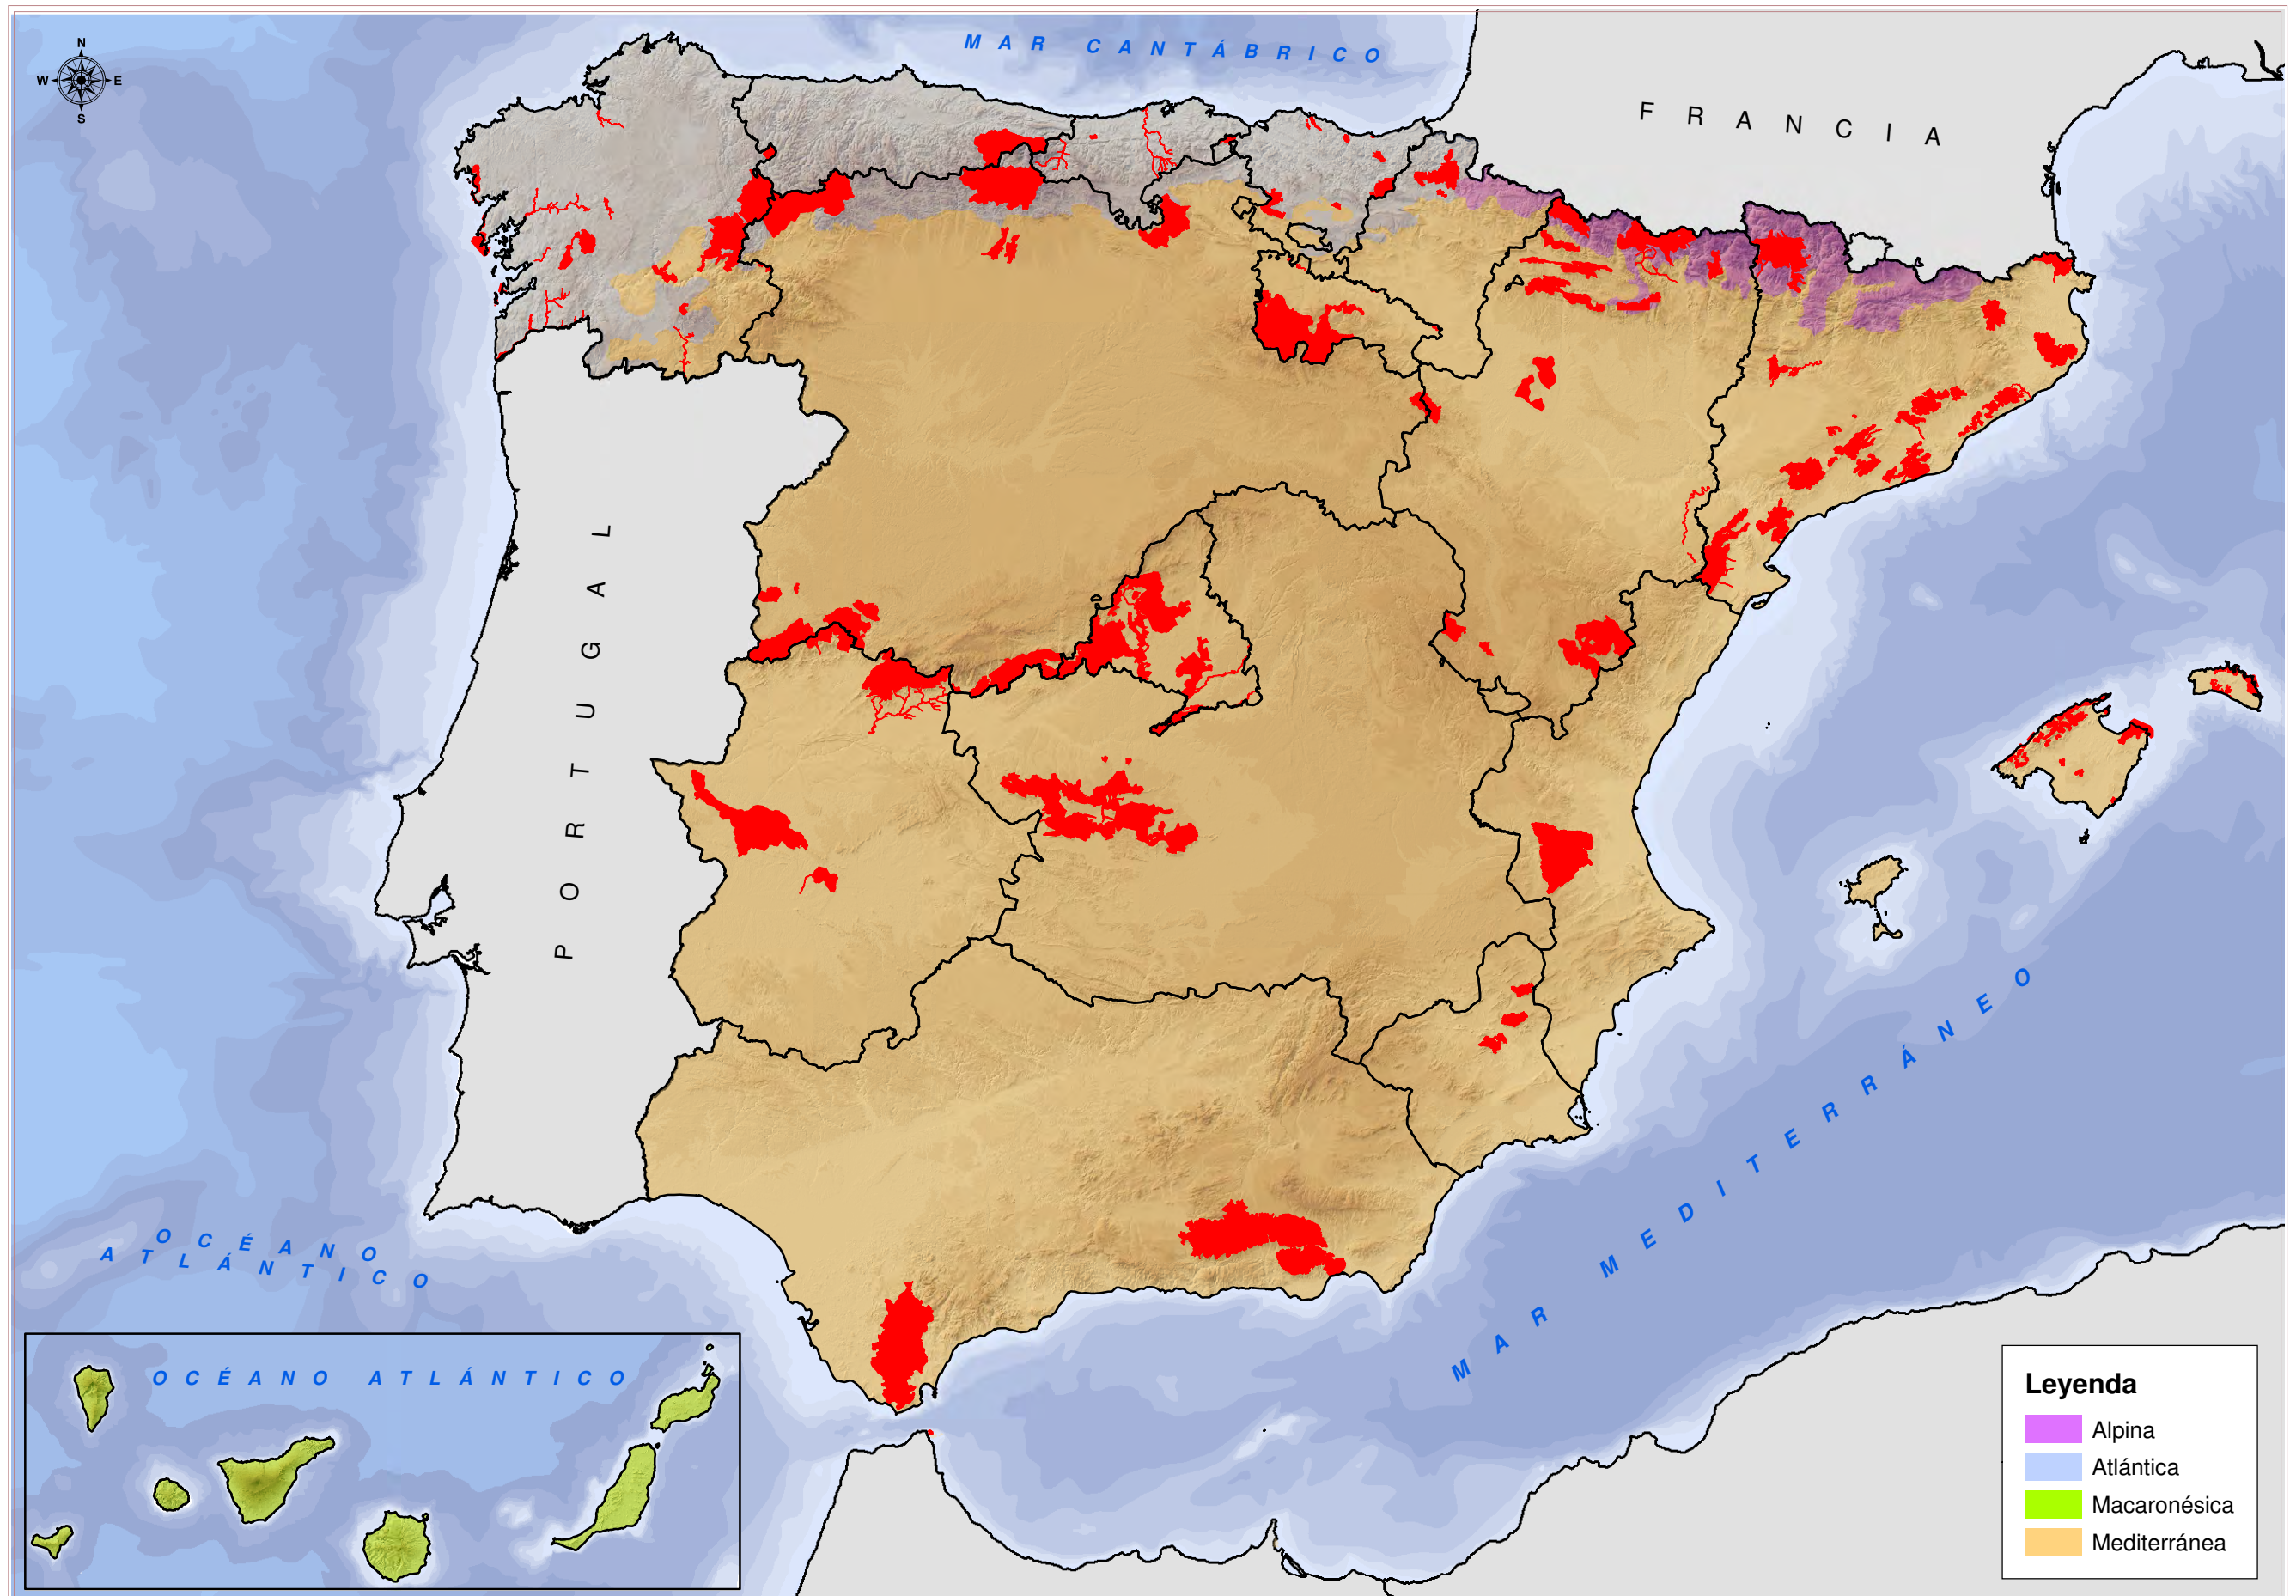 N
W E
S
MAR CANTÁBRICO
FRANCIA
PORTUGAL
MAR MEDITERRÁNEO
OCÉANO
ATLÁNTICO
OCÉANO ATLÁNTICO
Leyenda
Alpina
Atlántica
Macaronésica
Mediterránea